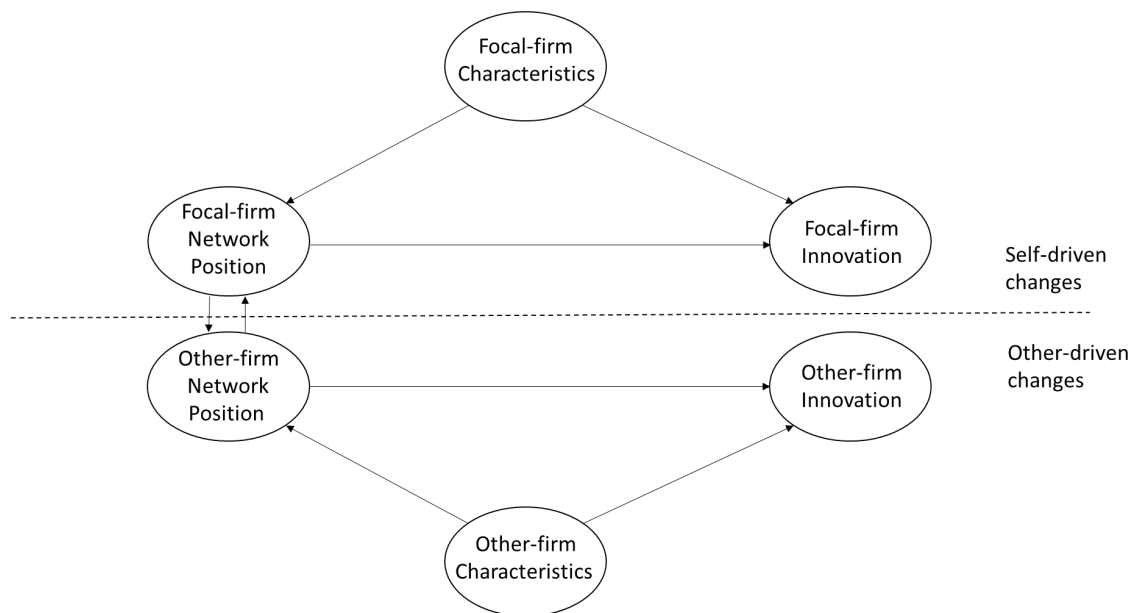 Focal-firm
Characteristics
Focal-firm
Network
Position
Focal-firm
Innovation
Self-driven
changes
Other-firm
Network
Position
Other-firm
Innovation
Other-driven
changes
Other-firm
Characteristics